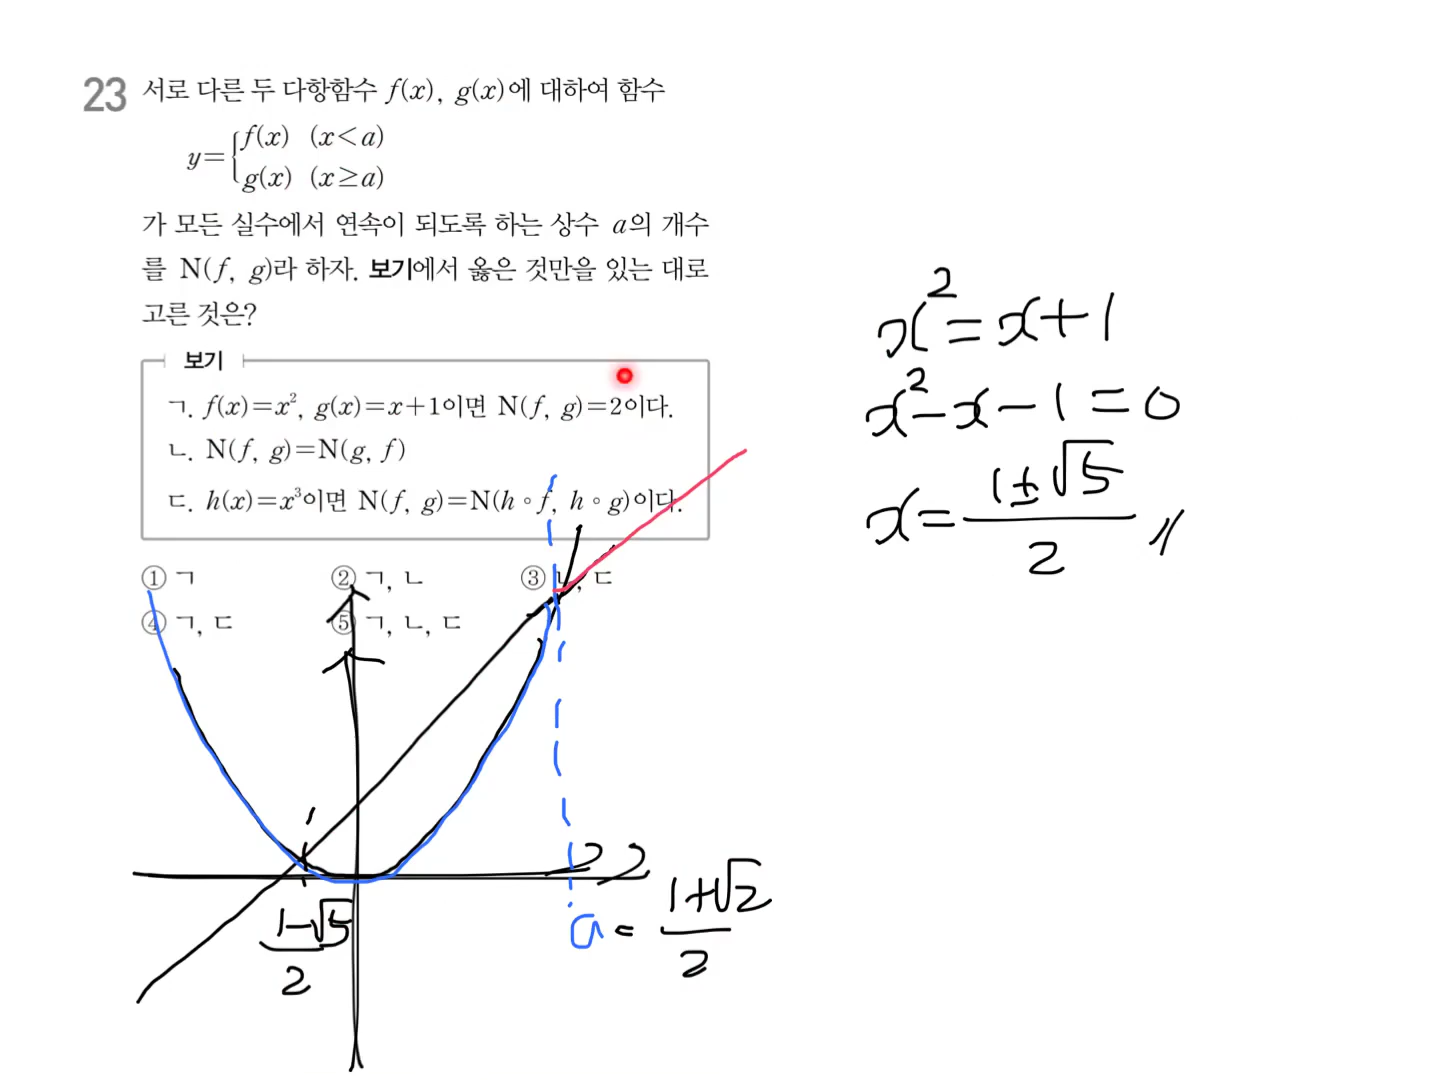 23 서로 다른 두 다항함수 f(x), g(x)에 대하여 함수
y={f(x) (x<a)
g(x) (x≥a)
가 모든 실수에서 연속이 되도록 하는 상수 a의 개수
를 N(f, g)라 하자. 보기에서 옳은 것만을 있는 대로
고른 것은?
보기
ㄱ. f(x)=x², g(x)=x+1이면 N(f, g)=2이다.
ㄴ. N(f, g)=N(g, f)
ㄷ. h(x)=x³이면 N(f, g)=N(h∘f, h∘g)이다.
① ㄱ ② ㄱ, ㄴ ③ ㄴ, ㄷ
④ ㄱ, ㄷ ⑤ ㄱ, ㄴ, ㄷ
x²=x+1
x²-x-1=0
x=(1±√5)/2
(1-√5)/2
a=(1+√2)/2